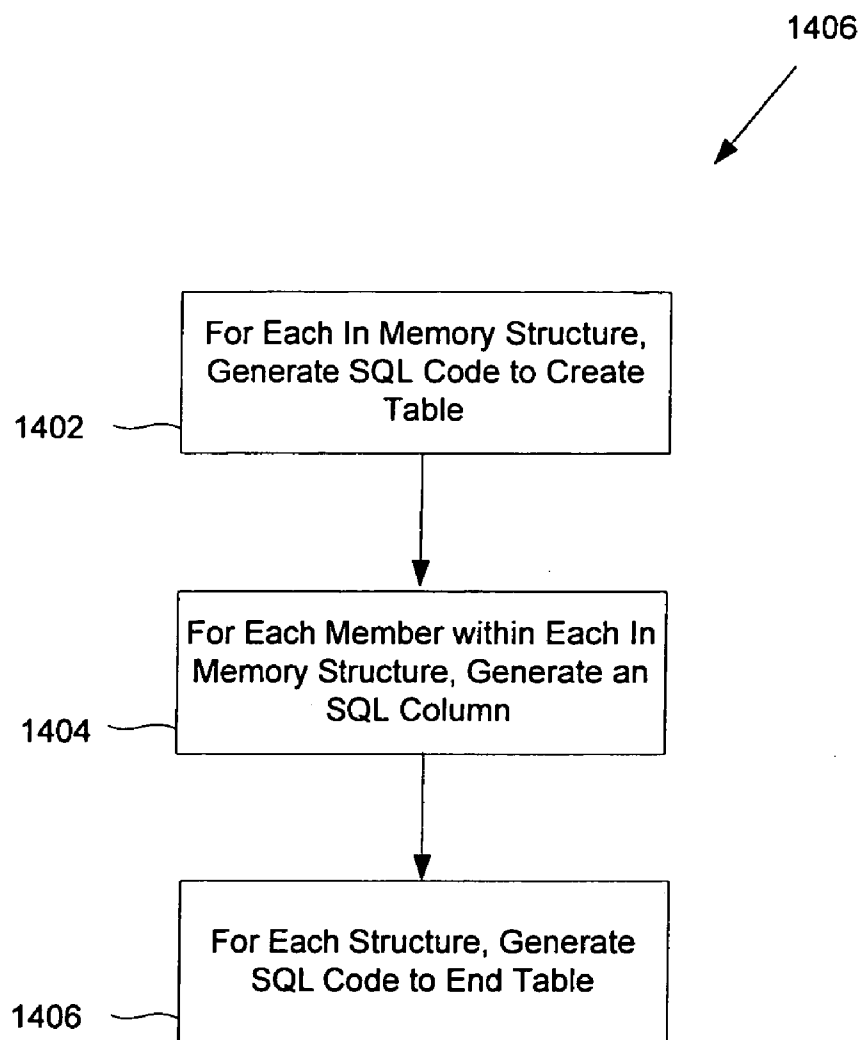 1406
For Each In Memory Structure,
Generate SQL Code to Create
Table
1402
For Each Member within Each In
Memory Structure, Generate an
SQL Column
1404
For Each Structure, Generate
SQL Code to End Table
1406